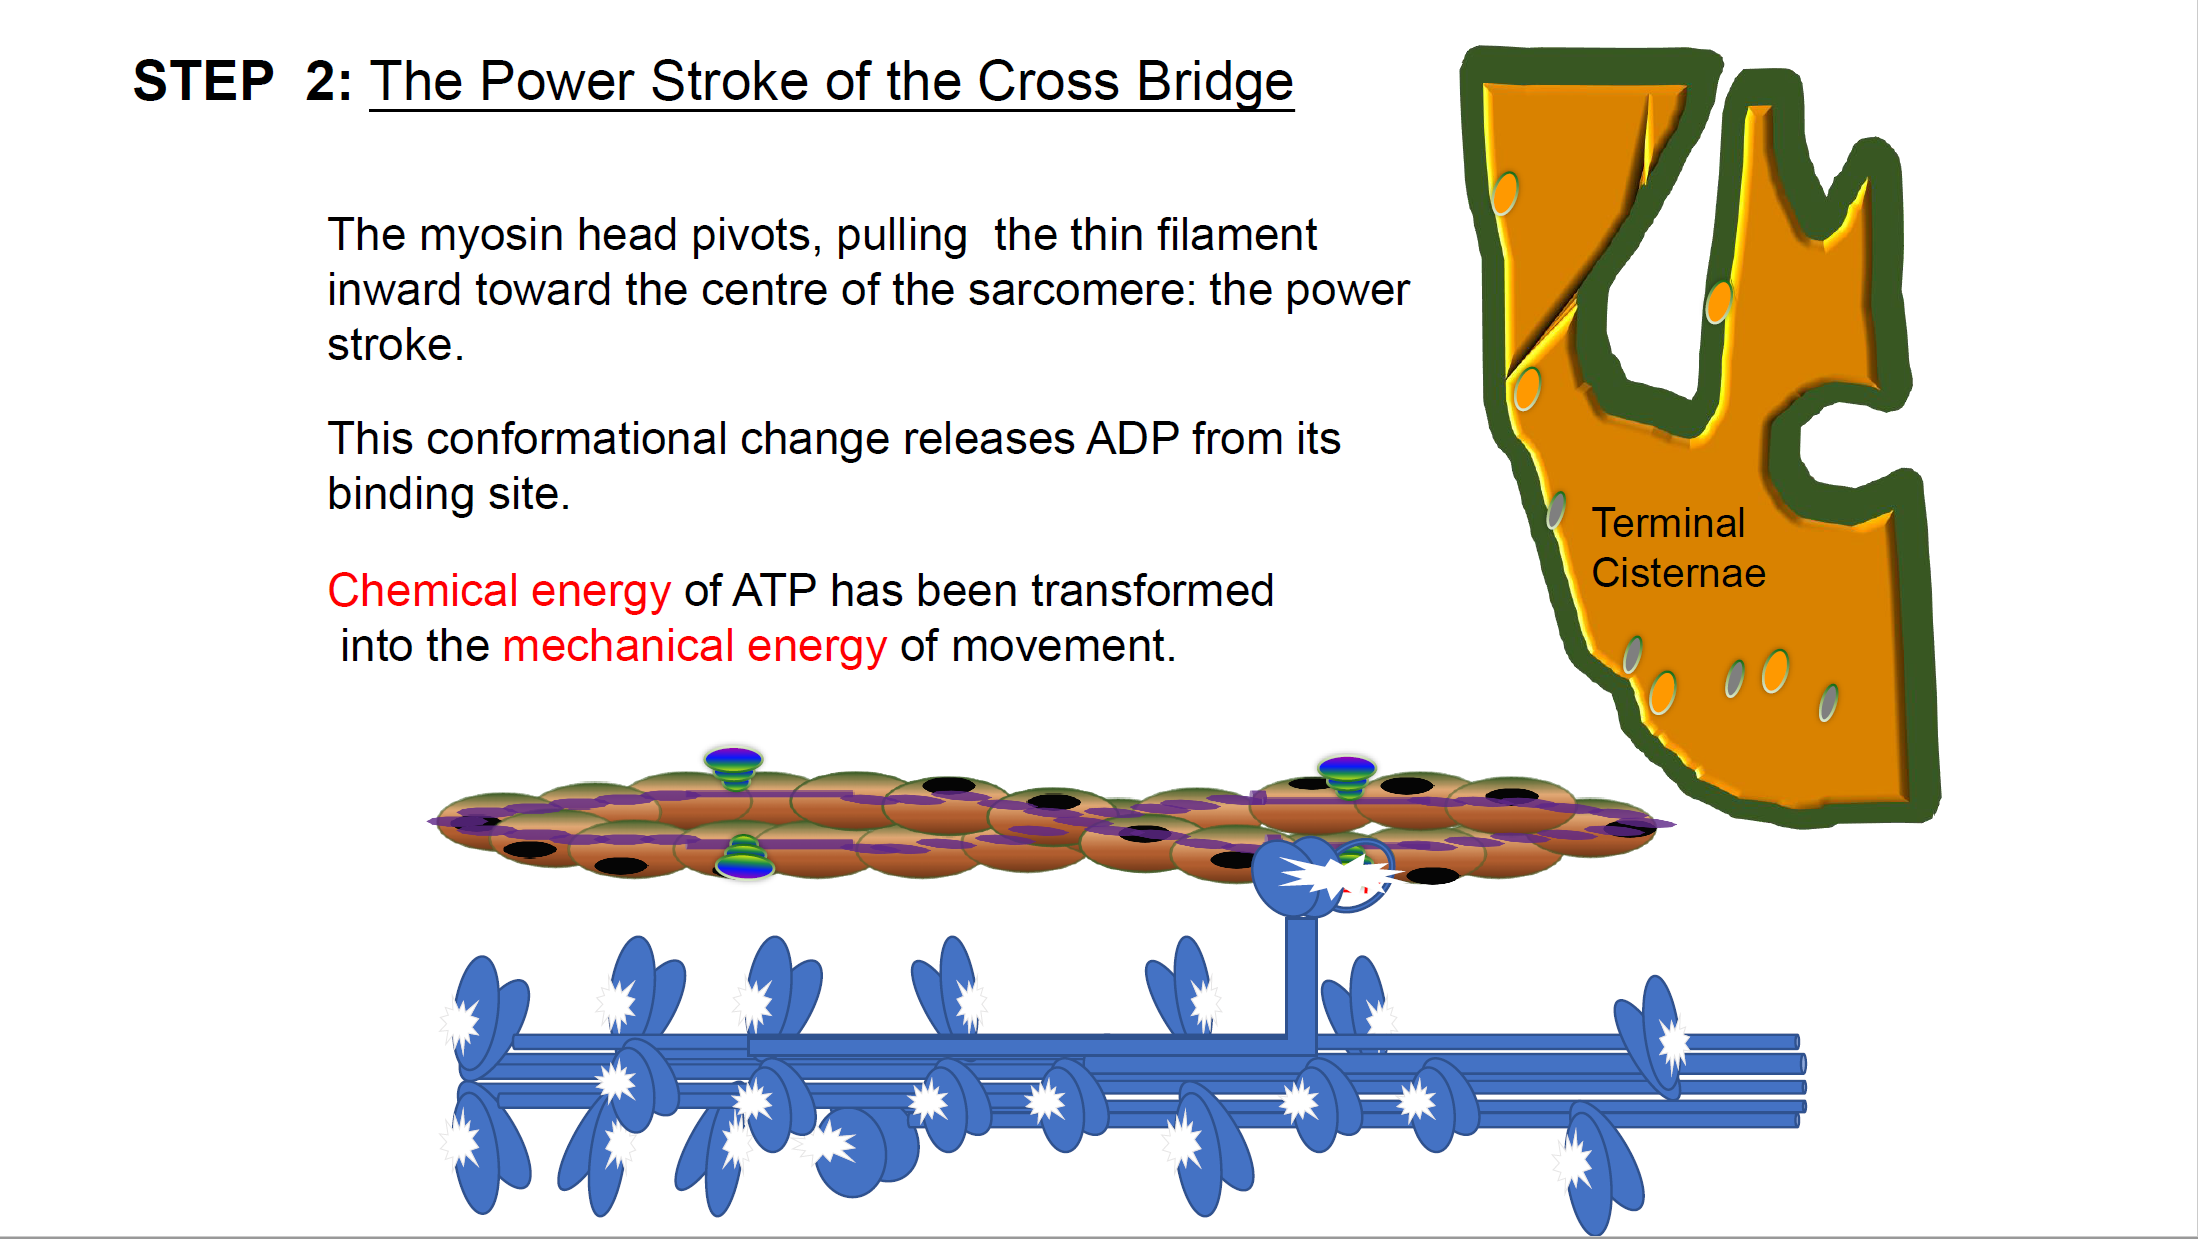 STEP  2: The Power Stroke of the Cross Bridge
The myosin head pivots, pulling  the thin filament
inward toward the centre of the sarcomere: the power
stroke.
This conformational change releases ADP from its
binding site.
Chemical energy of ATP has been transformed
into the mechanical energy of movement.
Terminal
Cisternae